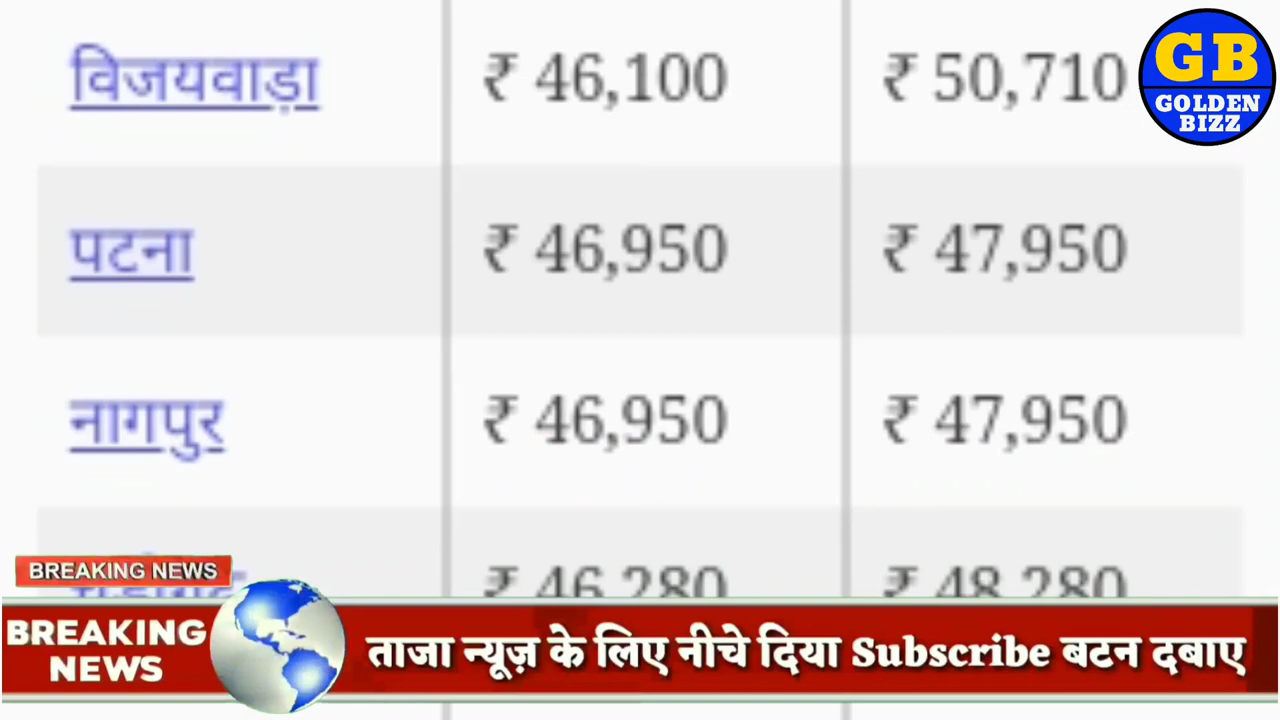 विजयवाड़ा ₹ 46,100 ₹ 50,710
GB
GOLDEN
BIZZ
पटना ₹ 46,950 ₹ 47,950
नागपुर ₹ 46,950 ₹ 47,950
₹ 46,280 ₹ 48,280
BREAKING NEWS
BREAKING
NEWS
ताजा न्यूज़ के लिए नीचे दिया Subscribe बटन दबाए